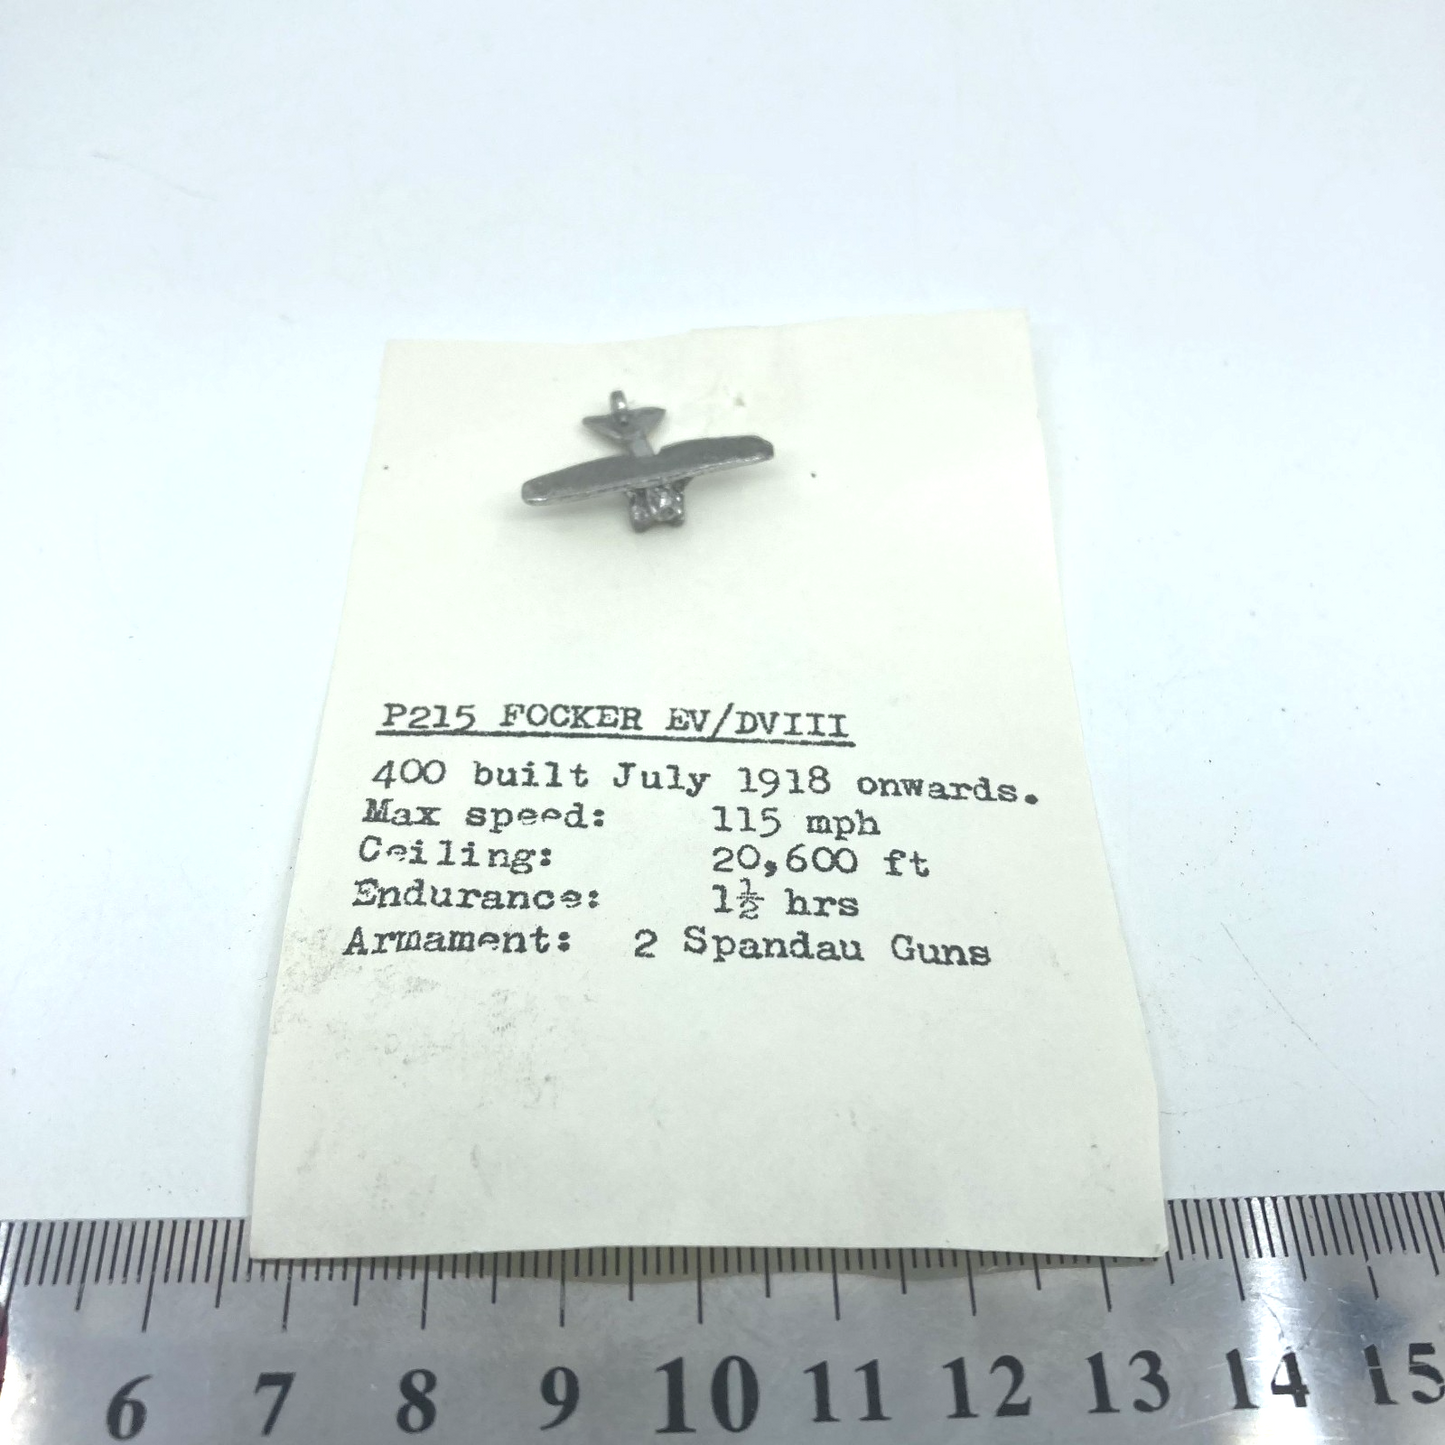 P215 FOCKER EV/DVIII
400 built July 1918 onwards.
Max speed: 115 mph
Ceiling: 20,600 ft
Endurance: 1½ hrs
Armament: 2 Spandau Guns
6 7 8 9 10 11 12 13 14 15